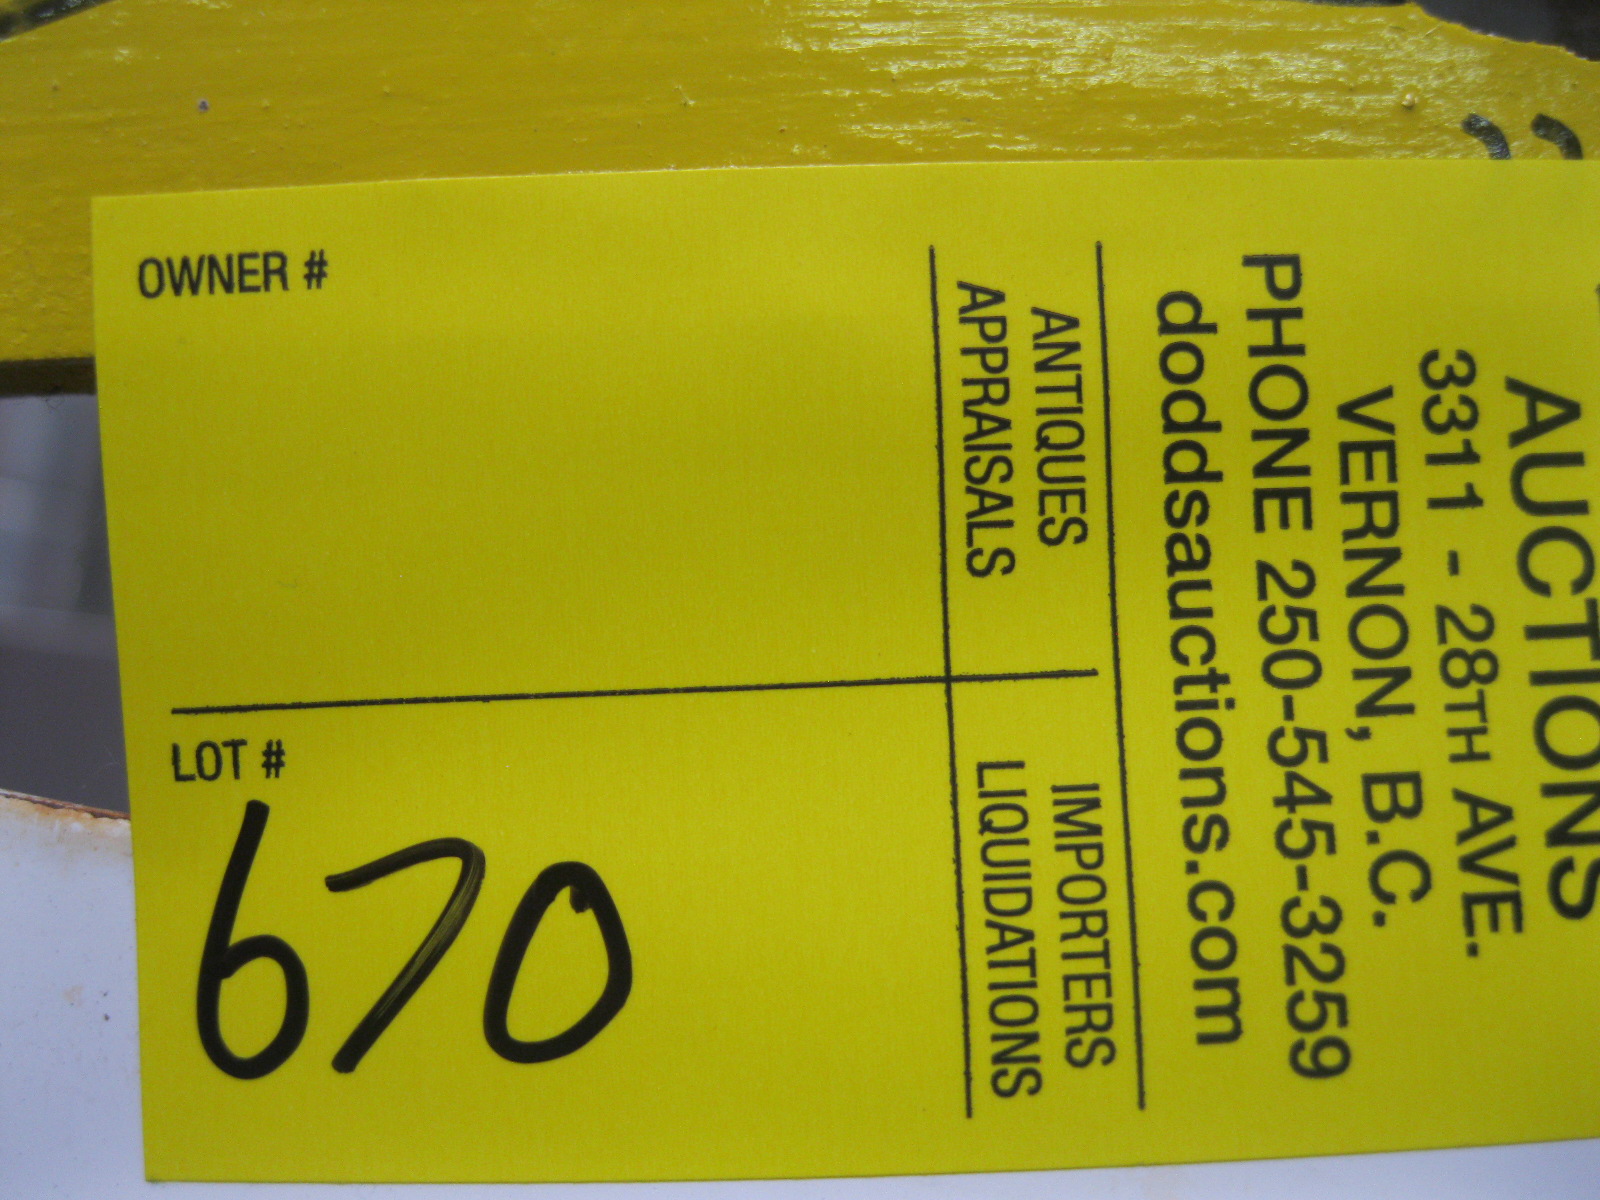 AUCTIONS
3311 - 28TH AVE.
VERNON, B.C.
PHONE 250-545-3259
doddsauctions.com
ANTIQUES IMPORTERS
APPRAISALS LIQUIDATIONS
OWNER #
LOT #
670